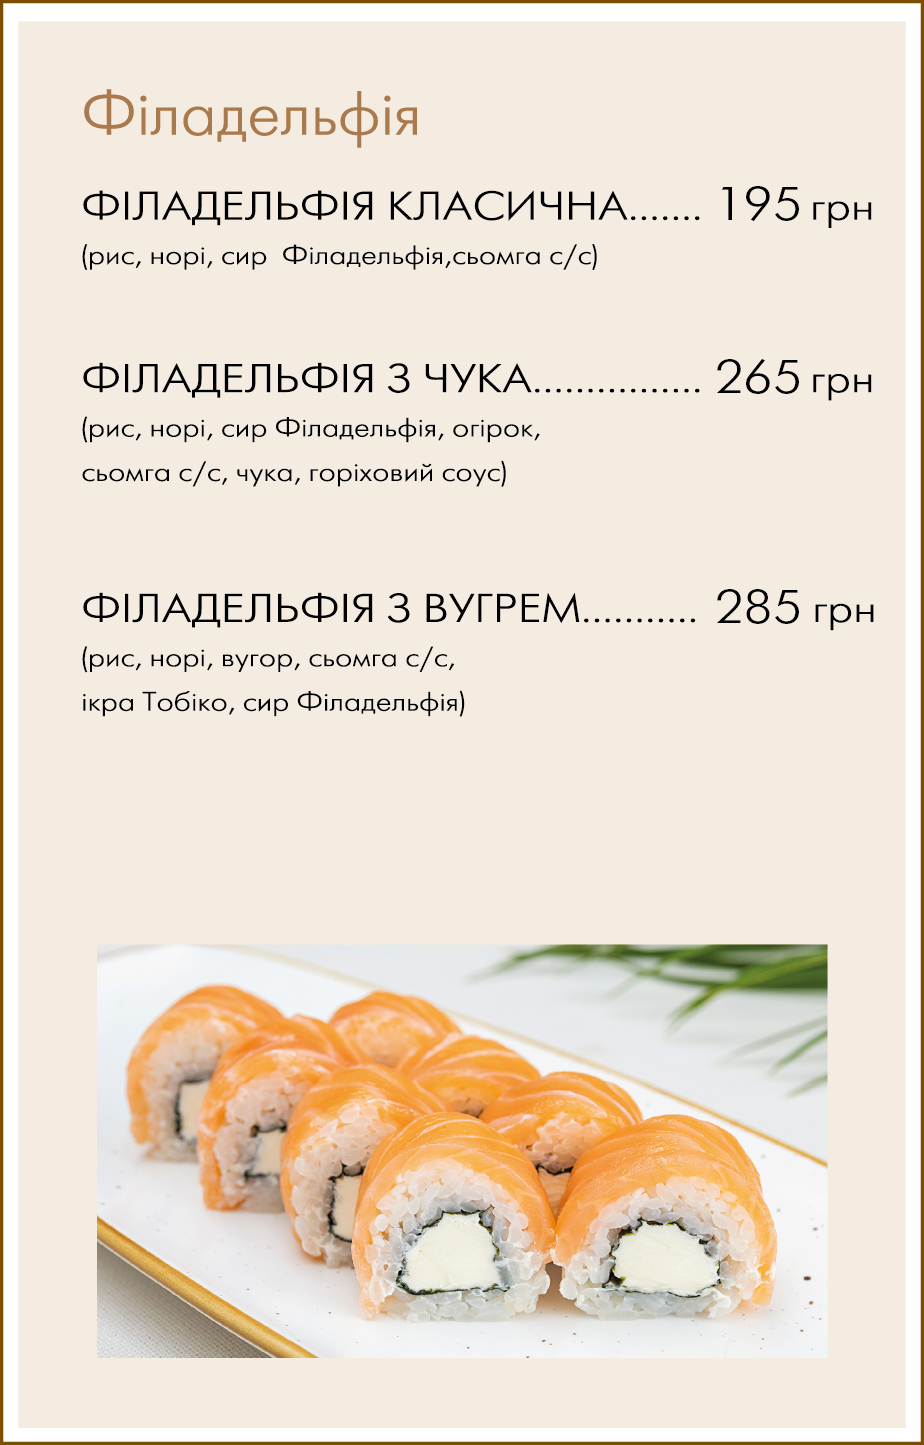 Філадельфія
ФІЛАДЕЛЬФІЯ КЛАСИЧНА....... 195 грн
(рис, норі, сир  Філадельфія,сьомга с/с)
ФІЛАДЕЛЬФІЯ З ЧУКА................ 265 грн
(рис, норі, сир Філадельфія, огірок,
сьомга с/с, чука, горіховий соус)
ФІЛАДЕЛЬФІЯ З ВУГРЕМ........... 285 грн
(рис, норі, вугор, сьомга с/с,
ікра Тобіко, сир Філадельфія)